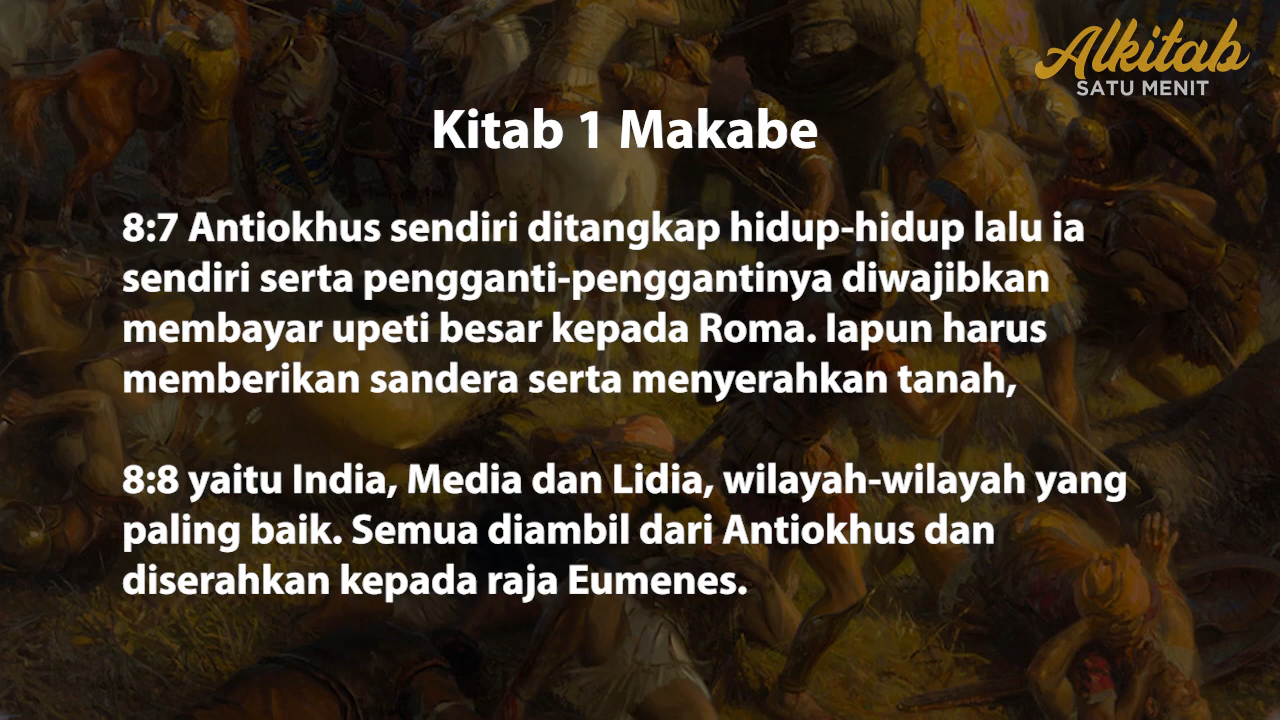 Alkitab
SATU MENIT
Kitab 1 Makabe
8:7 Antiokhus sendiri ditangkap hidup-hidup lalu ia
sendiri serta pengganti-penggantinya diwajibkan
membayar upeti besar kepada Roma. Iapun harus
memberikan sandera serta menyerahkan tanah,
8:8 yaitu India, Media dan Lidia, wilayah-wilayah yang
paling baik. Semua diambil dari Antiokhus dan
diserahkan kepada raja Eumenes.